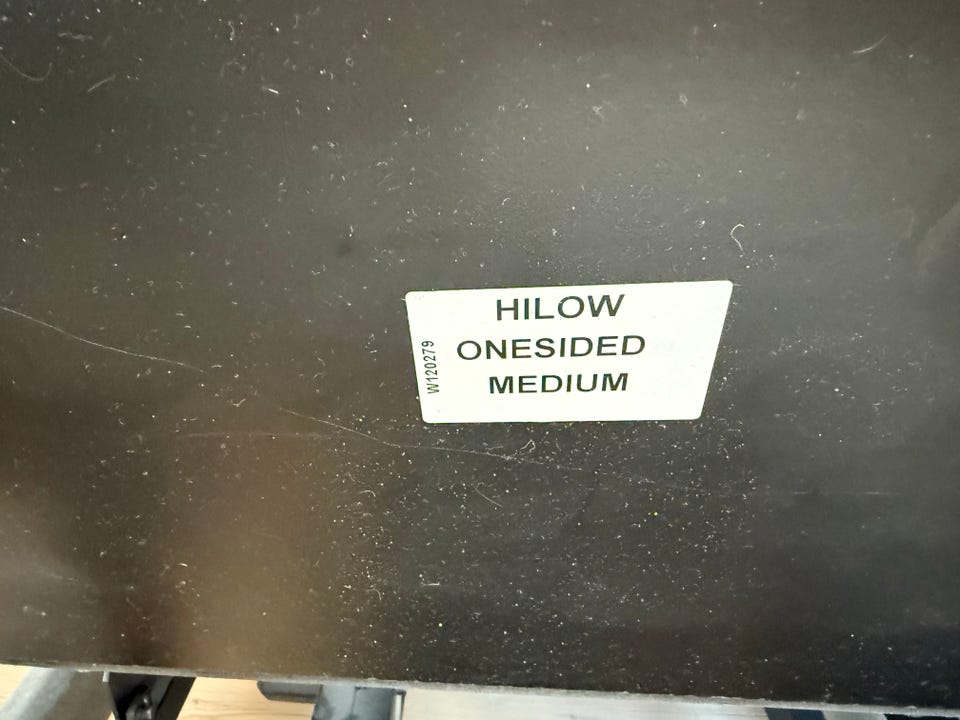 HILOW
ONESIDED
MEDIUM
W120279